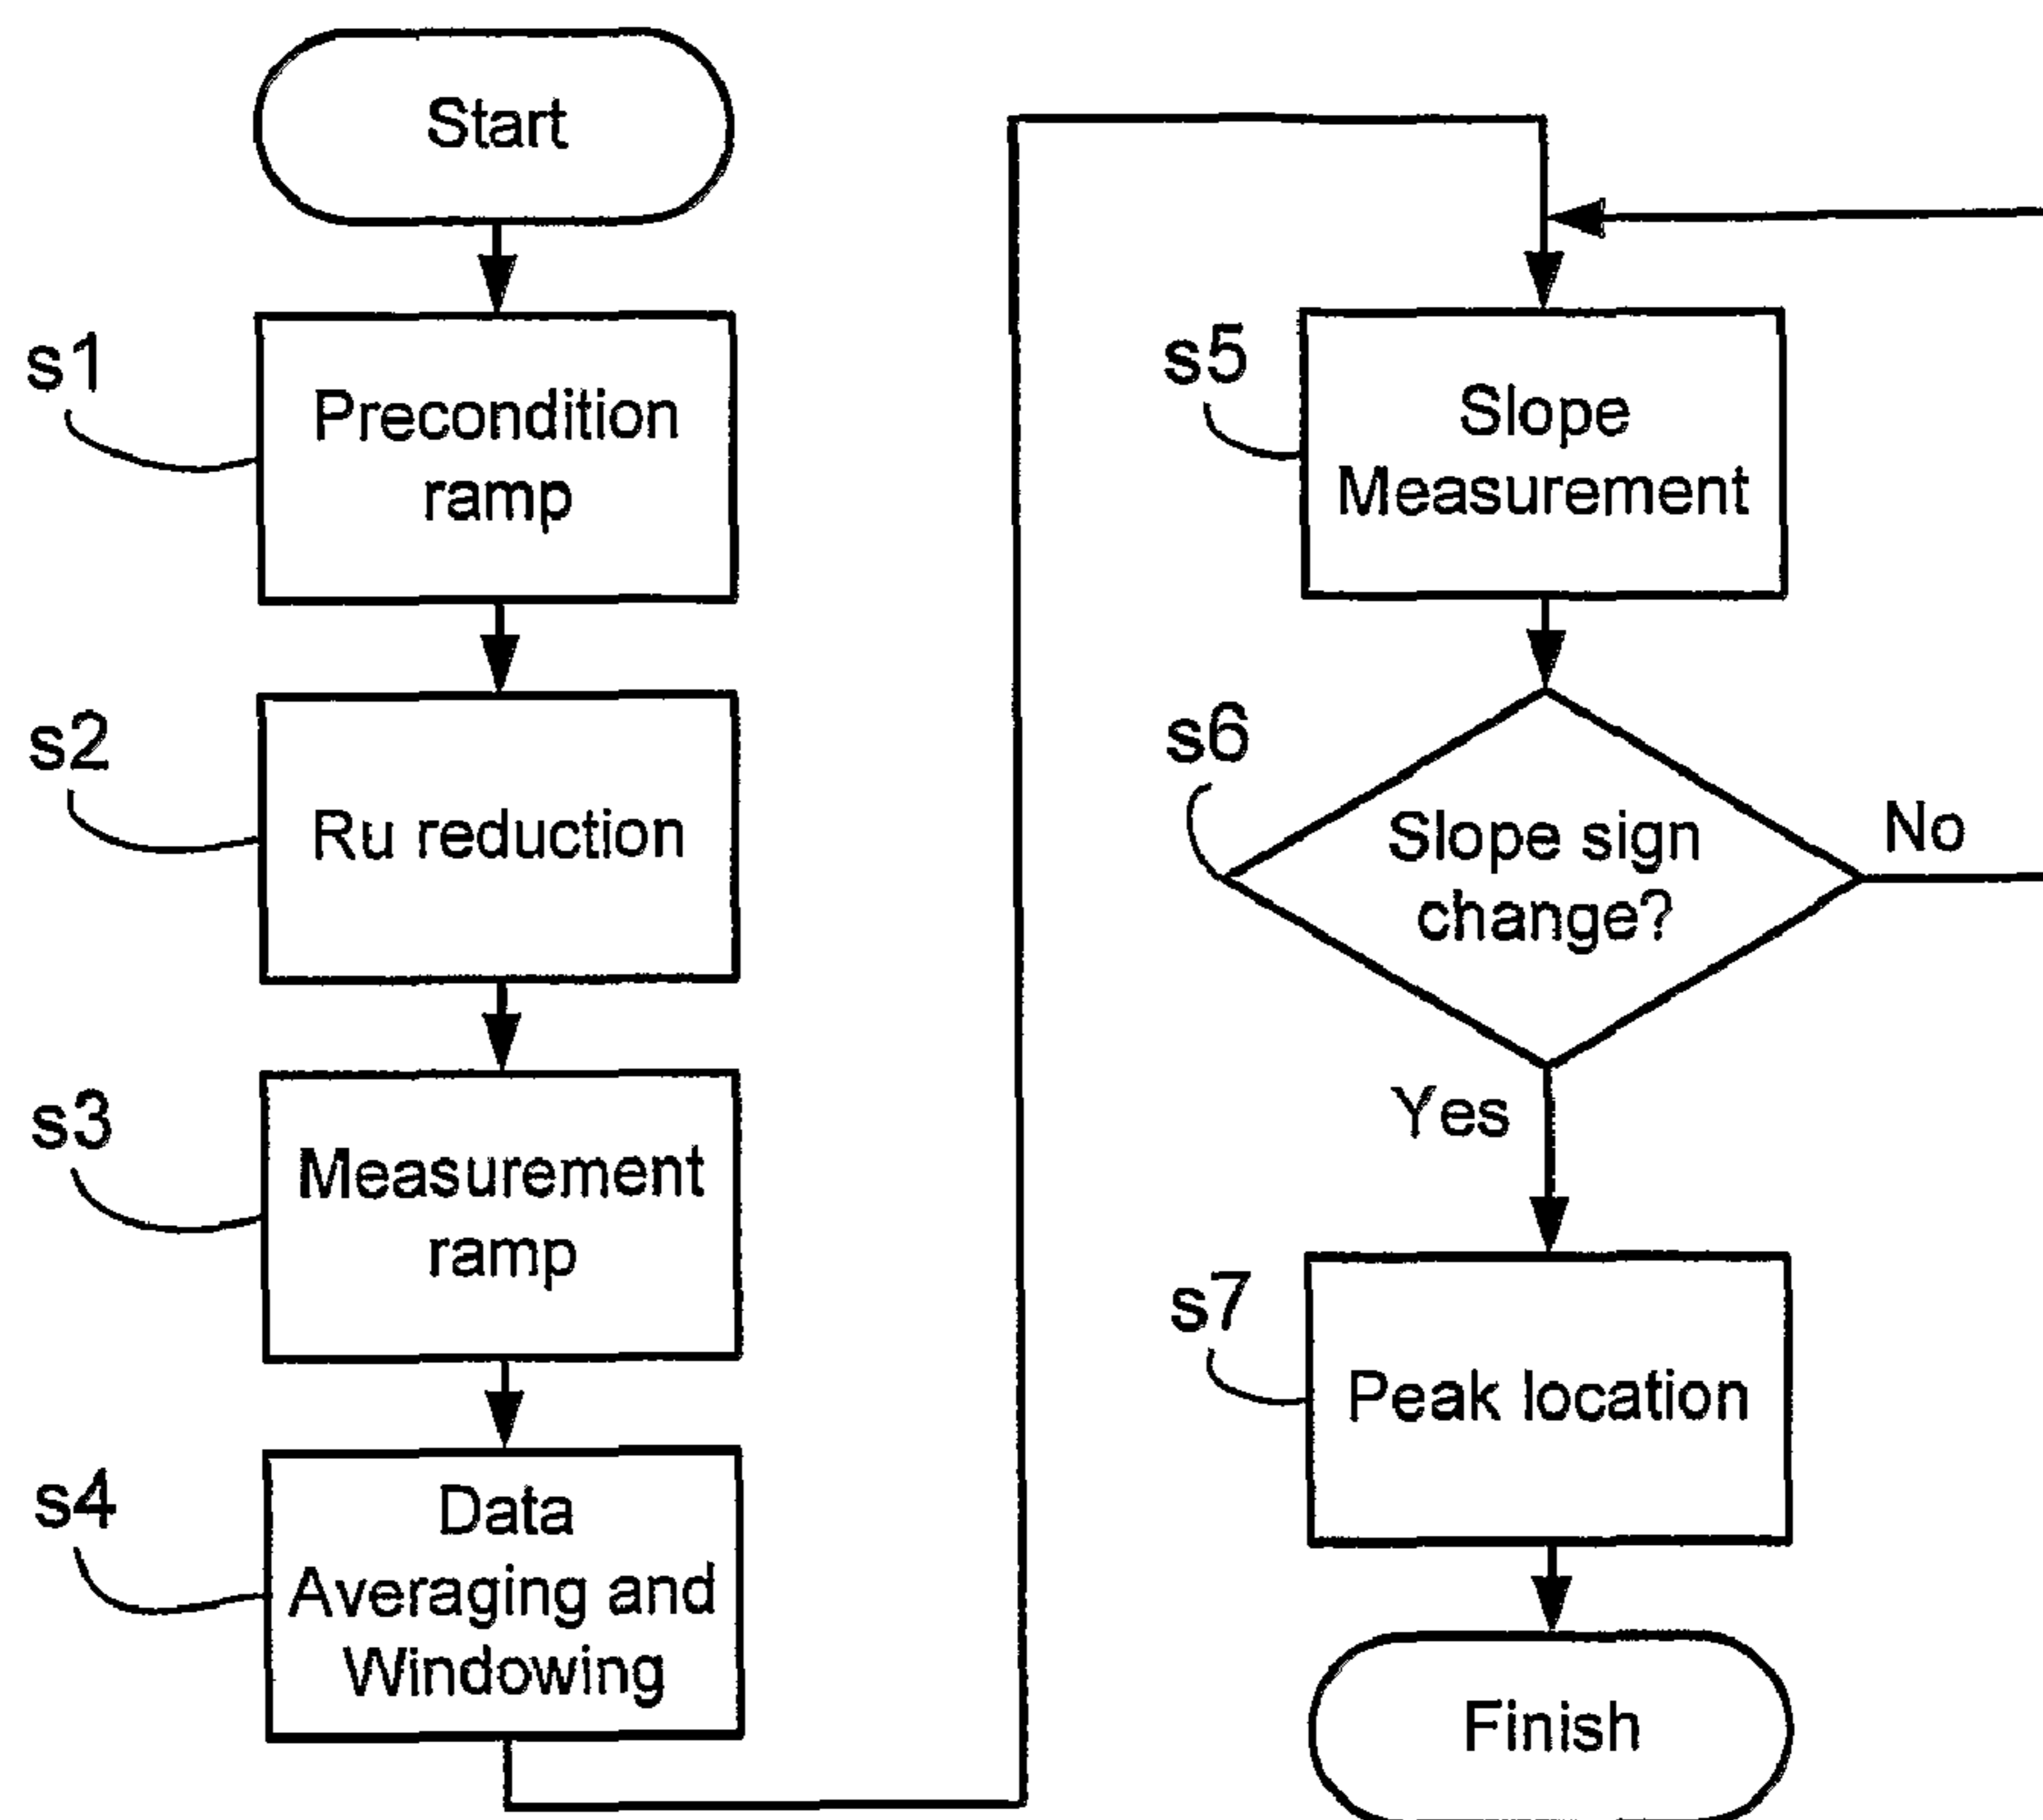 Start
s1
Precondition
ramp
s2
Ru reduction
s3
Measurement
ramp
s4
Data
Averaging and
Windowing
s5
Slope
Measurement
s6
Slope sign
change?
No
Yes
s7
Peak location
Finish